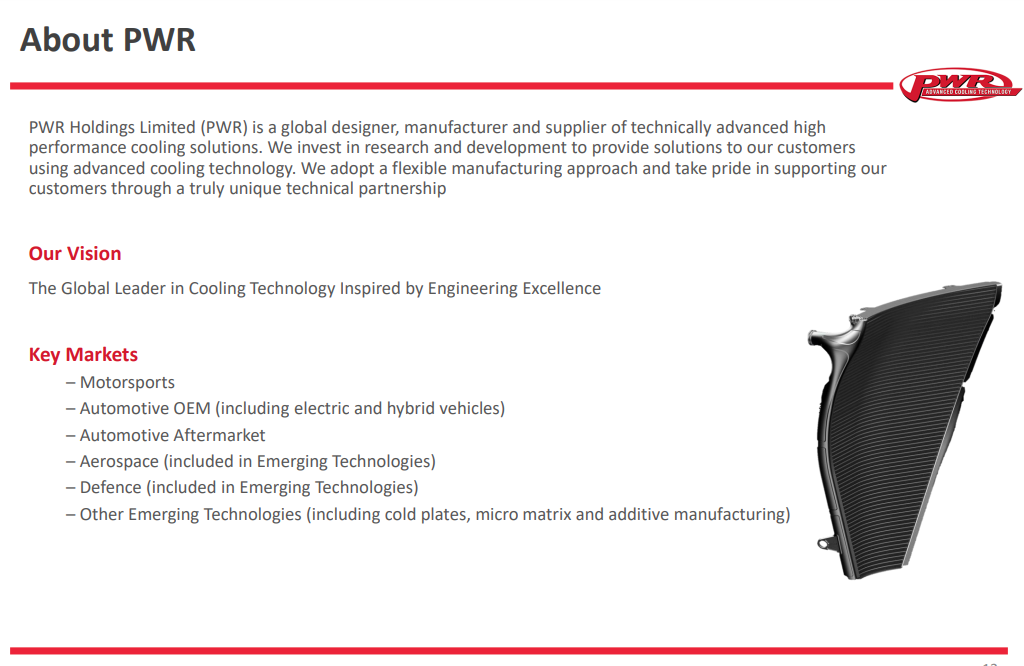 About PWR
PWR
ADVANCED COOLING TECHNOLOGY
PWR Holdings Limited (PWR) is a global designer, manufacturer and supplier of technically advanced high
performance cooling solutions. We invest in research and development to provide solutions to our customers
using advanced cooling technology. We adopt a flexible manufacturing approach and take pride in supporting our
customers through a truly unique technical partnership
Our Vision
The Global Leader in Cooling Technology Inspired by Engineering Excellence
Key Markets
– Motorsports
– Automotive OEM (including electric and hybrid vehicles)
– Automotive Aftermarket
– Aerospace (included in Emerging Technologies)
– Defence (included in Emerging Technologies)
– Other Emerging Technologies (including cold plates, micro matrix and additive manufacturing)